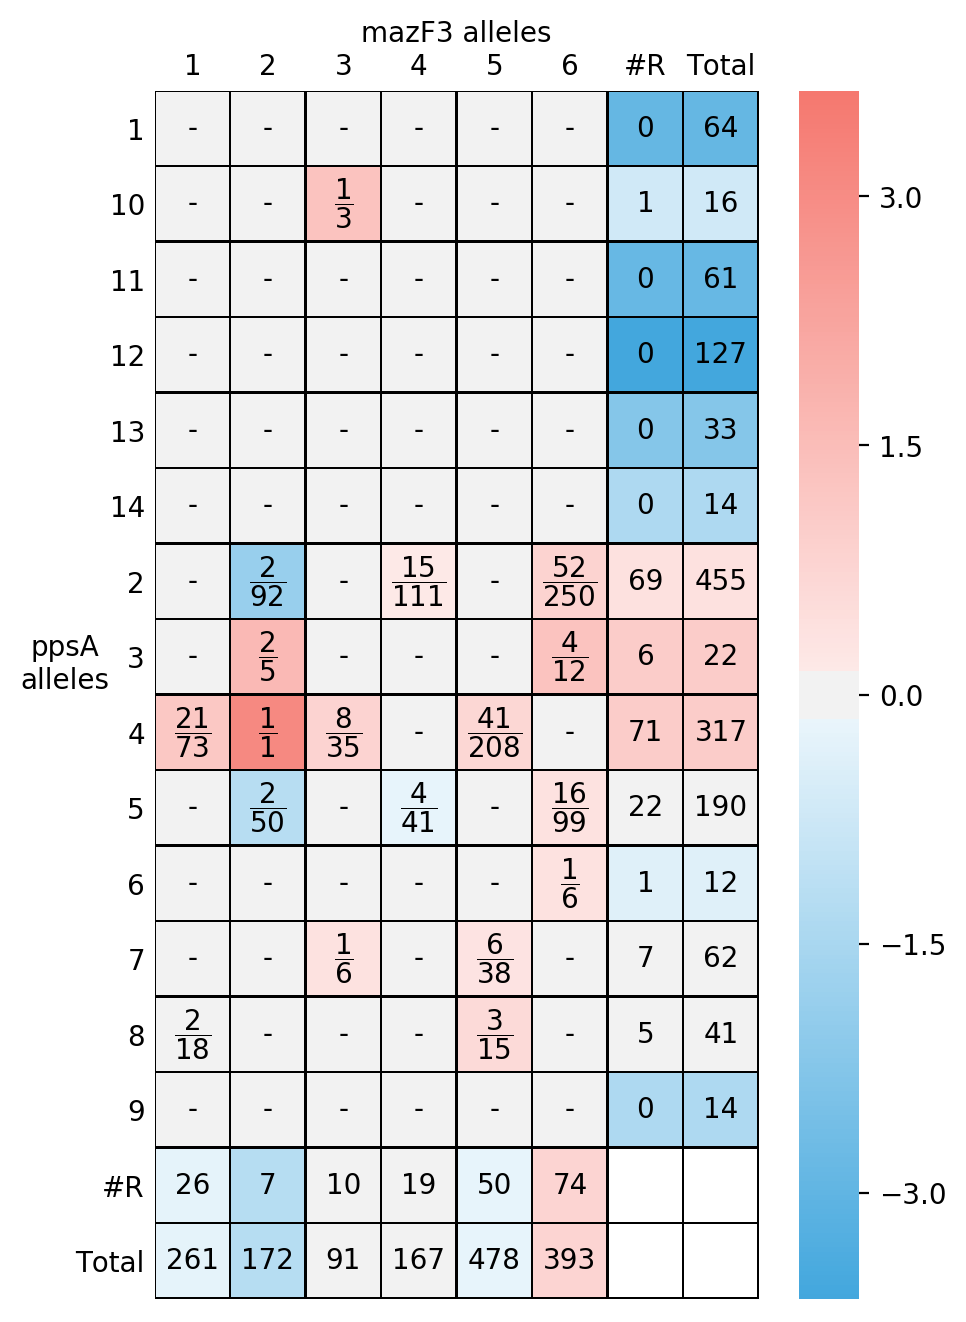 mazF3 alleles
1 2 3 4 5 6 #R Total
1 - - - - - - 0 64
10 - - 1/3 - - - 1 16
11 - - - - - - 0 61
12 - - - - - - 0 127
13 - - - - - - 0 33
14 - - - - - - 0 14
2 - 2/92 - 15/111 - 52/250 69 455
ppsA
alleles
3 - 2/5 - - - 4/12 6 22
4 21/73 1/1 8/35 - 41/208 - 71 317
5 - 2/50 - 4/41 - 16/99 22 190
6 - - - - - 1/6 1 12
7 - - 1/6 - 6/38 - 7 62
8 2/18 - - - 3/15 - 5 41
9 - - - - - - 0 14
#R 26 7 10 19 50 74
Total 261 172 91 167 478 393
3.0
1.5
0.0
−1.5
−3.0